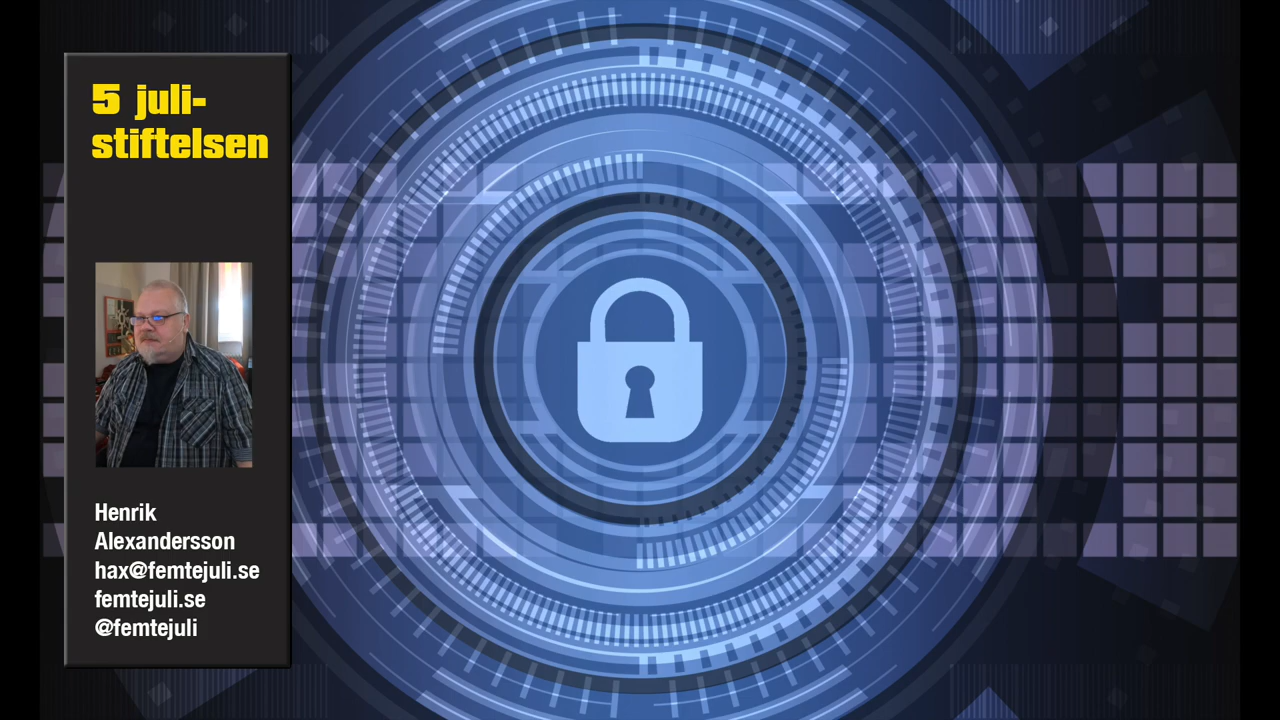 5 juli-
stiftelsen
Henrik
Alexandersson
hax@femtejuli.se
femtejuli.se
@femtejuli